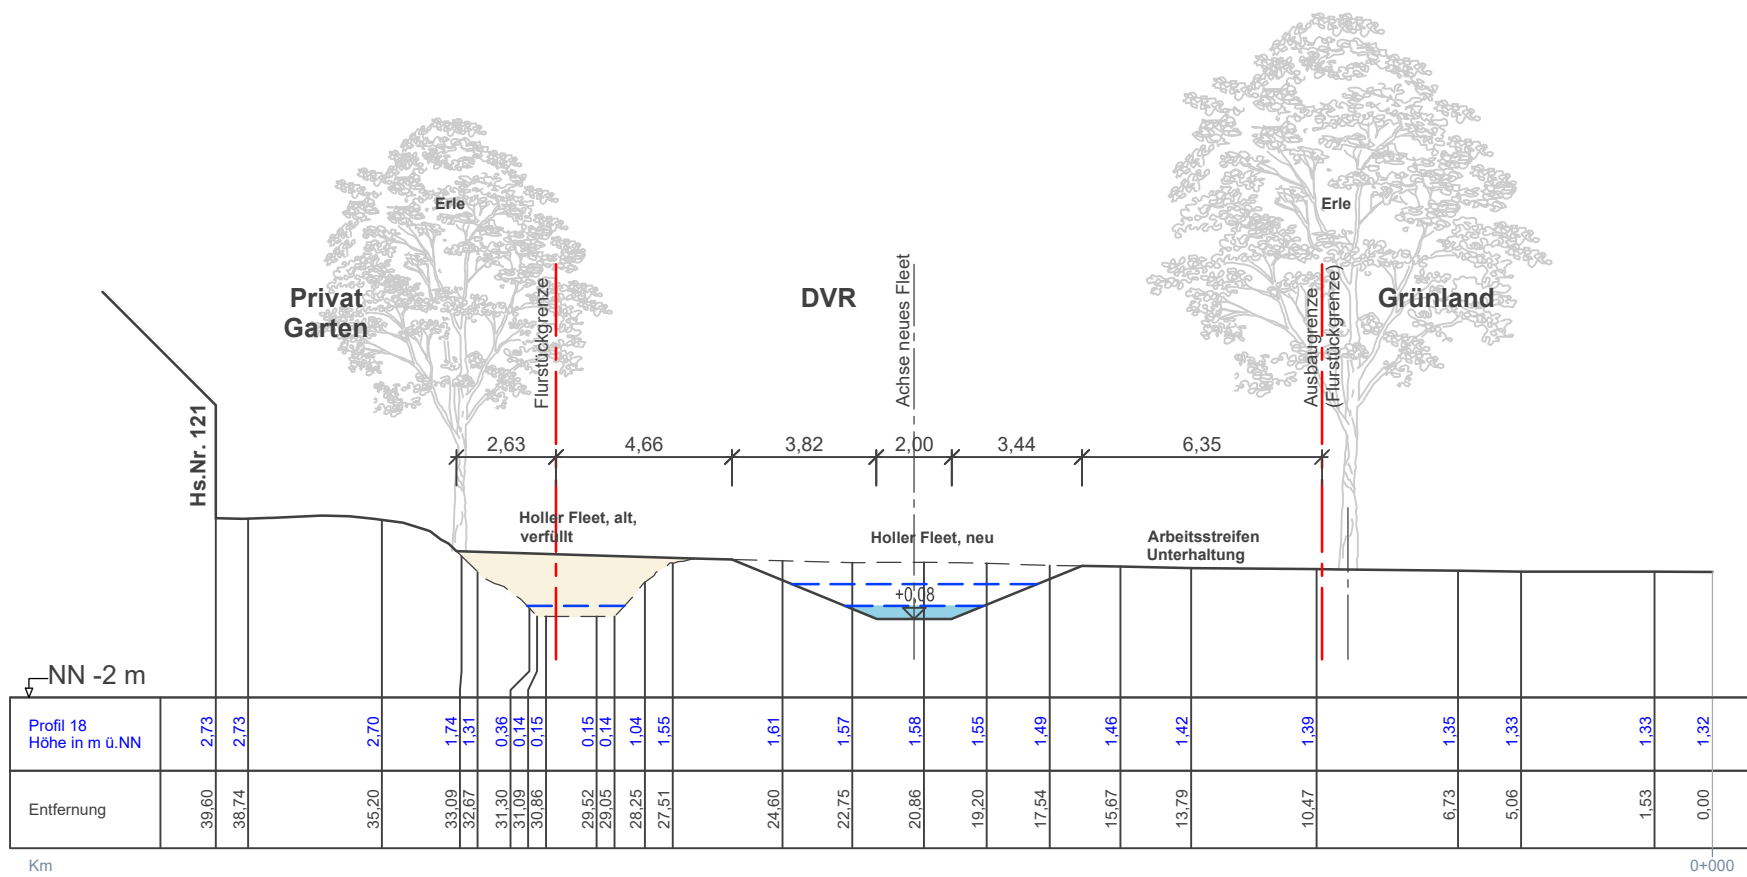 Erle
Erle
Privat
Garten
DVR
Grünland
Flurstückgrenze
Achse neues Fleet
Ausbaugrenze
(Flurstückgrenze)
Hs.Nr. 121
2,63 4,66 3,82 2,00 3,44 6,35
Holler Fleet, alt,
verfüllt
Holler Fleet, neu
Arbeitsstreifen
Unterhaltung
+0,08
NN -2 m
Profil 18
Höhe in m ü.NN
2,73 2,73 2,70 1,74 1,31 0,36 0,14 0,15 0,15 0,14 1,04 1,55 1,61 1,57 1,58 1,55 1,49 1,46 1,42 1,39 1,35 1,33 1,33 1,32
Entfernung
39,60 38,74 35,20 33,09 32,67 31,30 31,09 30,86 29,52 29,05 28,25 27,51 24,60 22,75 20,86 19,20 17,54 15,67 13,79 10,47 6,73 5,06 1,53 0,00
Km 0+000